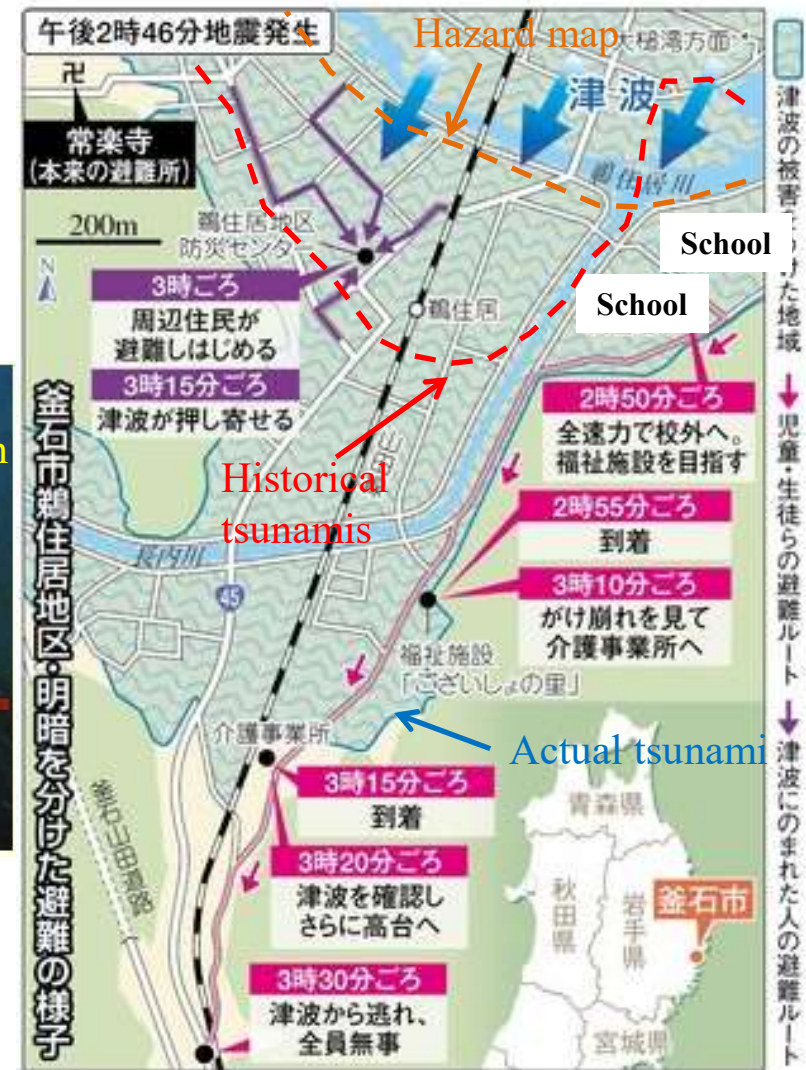 午後2時46分地震発生
Hazard map
大槌湾方面
卍
津波
常楽寺
(本来の避難所)
鵜住居川
200m
鵜住居地区
防災センター
N
School
School
3時ごろ
周辺住民が
避難しはじめる
鵜住居
3時15分ごろ
津波が押し寄せる
2時50分ごろ
全速力で校外へ。
福祉施設を目指す
Historical
tsunamis
2時55分ごろ
到着
長内川
45
3時10分ごろ
がけ崩れを見て
介護事業所へ
福祉施設
「ございしょの里」
Actual tsunami
介護事業所
3時15分ごろ
到着
青森県
釜石山田道路
3時20分ごろ
津波を確認し
さらに高台へ
秋田県
岩手県
釜石市
3時30分ごろ
津波から逃れ、
全員無事
宮城県
釜石市鵜住居地区・明暗を分けた避難の様子
津波の被害
けた地域
児童・生徒らの避難ルート
津波にのまれた人の避難ルート